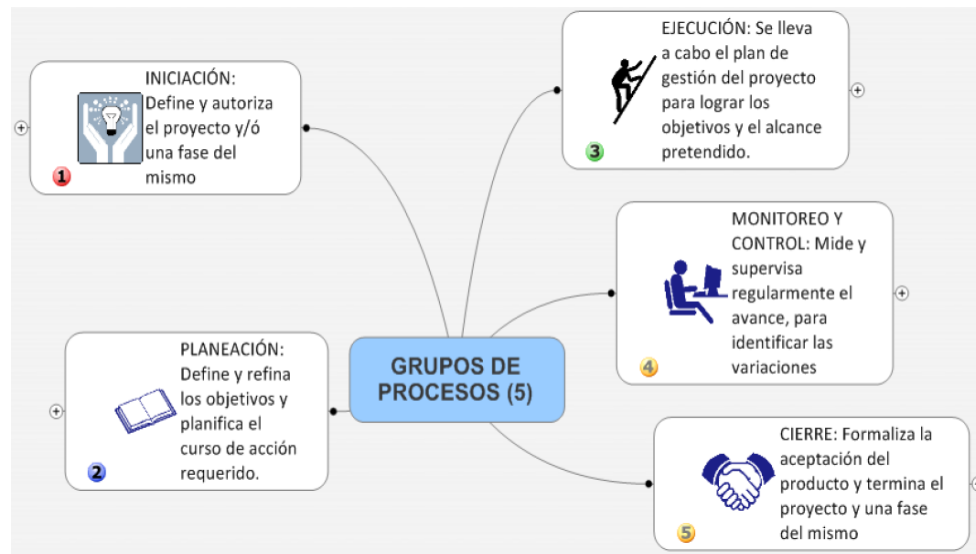 INICIACIÓN:
Define y autoriza
el proyecto y/ó
una fase del
mismo
1
PLANEACIÓN:
Define y refina
los objetivos y
planifica el
curso de acción
requerido.
2
GRUPOS DE
PROCESOS (5)
EJECUCIÓN: Se lleva
a cabo el plan de
gestión del proyecto
para lograr los
objetivos y el alcance
pretendido.
3
MONITOREO Y
CONTROL: Mide y
supervisa
regularmente el
avance, para
identificar las
variaciones
4
CIERRE: Formaliza la
aceptación del
producto y termina el
proyecto y una fase
del mismo
5